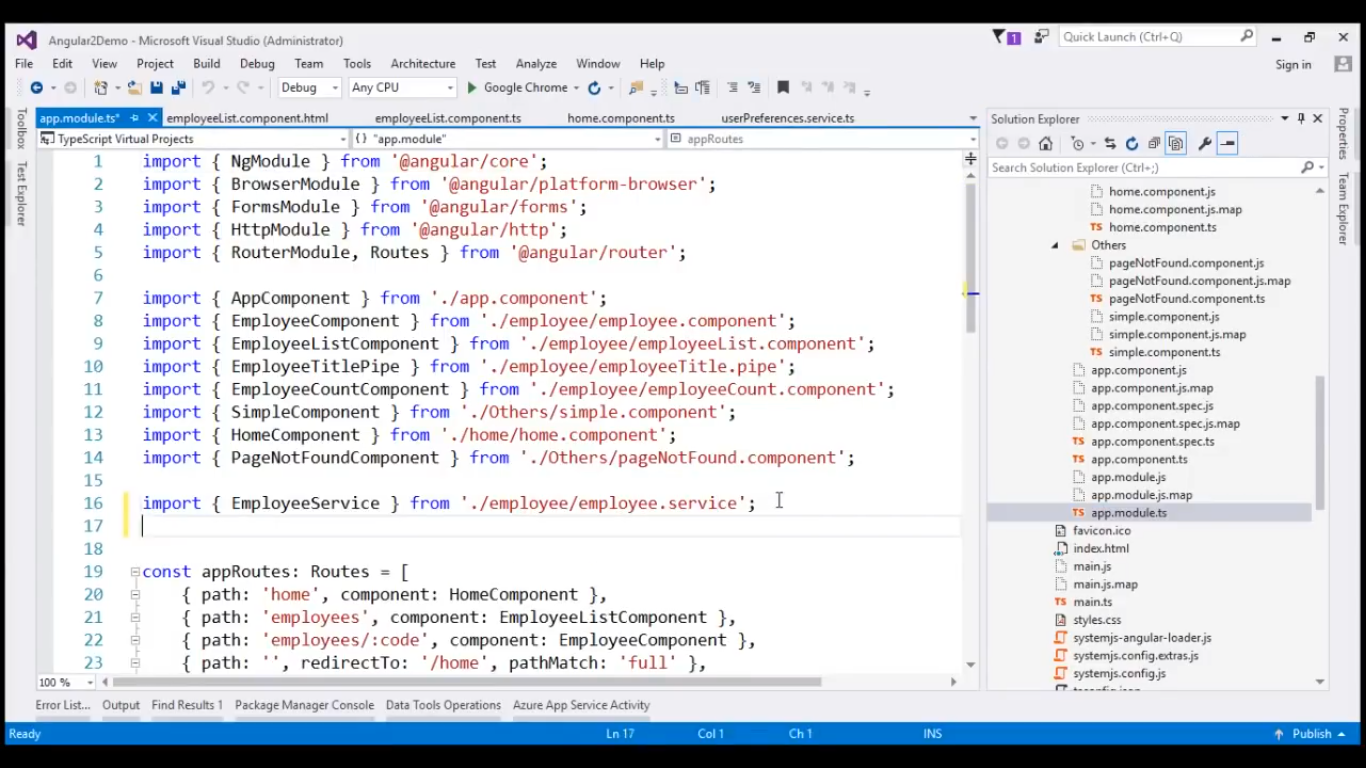 Angular2Demo - Microsoft Visual Studio (Administrator)
1
Quick Launch (Ctrl+Q)
File Edit View Project Build Debug Team Tools Architecture Test Analyze Window Help
Sign in
Debug Any CPU Google Chrome
Toolbox
Test Explorer
app.module.ts* employeeList.component.html employeeList.component.ts home.component.ts userPreferences.service.ts
TypeScript Virtual Projects {} "app.module" appRoutes
1 import { NgModule } from '@angular/core';
2 import { BrowserModule } from '@angular/platform-browser';
3 import { FormsModule } from '@angular/forms';
4 import { HttpModule } from '@angular/http';
5 import { RouterModule, Routes } from '@angular/router';
6
7 import { AppComponent } from './app.component';
8 import { EmployeeComponent } from './employee/employee.component';
9 import { EmployeeListComponent } from './employee/employeeList.component';
10 import { EmployeeTitlePipe } from './employee/employeeTitle.pipe';
11 import { EmployeeCountComponent } from './employee/employeeCount.component';
12 import { SimpleComponent } from './Others/simple.component';
13 import { HomeComponent } from './home/home.component';
14 import { PageNotFoundComponent } from './Others/pageNotFound.component';
15
16 import { EmployeeService } from './employee/employee.service';
17
18
19 const appRoutes: Routes = [
20 { path: 'home', component: HomeComponent },
21 { path: 'employees', component: EmployeeListComponent },
22 { path: 'employees/:code', component: EmployeeComponent },
23 { path: '', redirectTo: '/home', pathMatch: 'full' },
100 %
Solution Explorer
Search Solution Explorer (Ctrl+;)
home.component.js
home.component.js.map
TS home.component.ts
Others
pageNotFound.component.js
pageNotFound.component.js.map
TS pageNotFound.component.ts
simple.component.js
simple.component.js.map
TS simple.component.ts
app.component.js
app.component.js.map
app.component.spec.js
app.component.spec.js.map
TS app.component.spec.ts
TS app.component.ts
app.module.js
app.module.js.map
TS app.module.ts
favicon.ico
index.html
main.js
main.js.map
TS main.ts
styles.css
systemjs-angular-loader.js
systemjs.config.extras.js
systemjs.config.js
Properties
Team Explorer
Error List... Output Find Results 1 Package Manager Console Data Tools Operations Azure App Service Activity
Ready Ln 17 Col 1 Ch 1 INS Publish